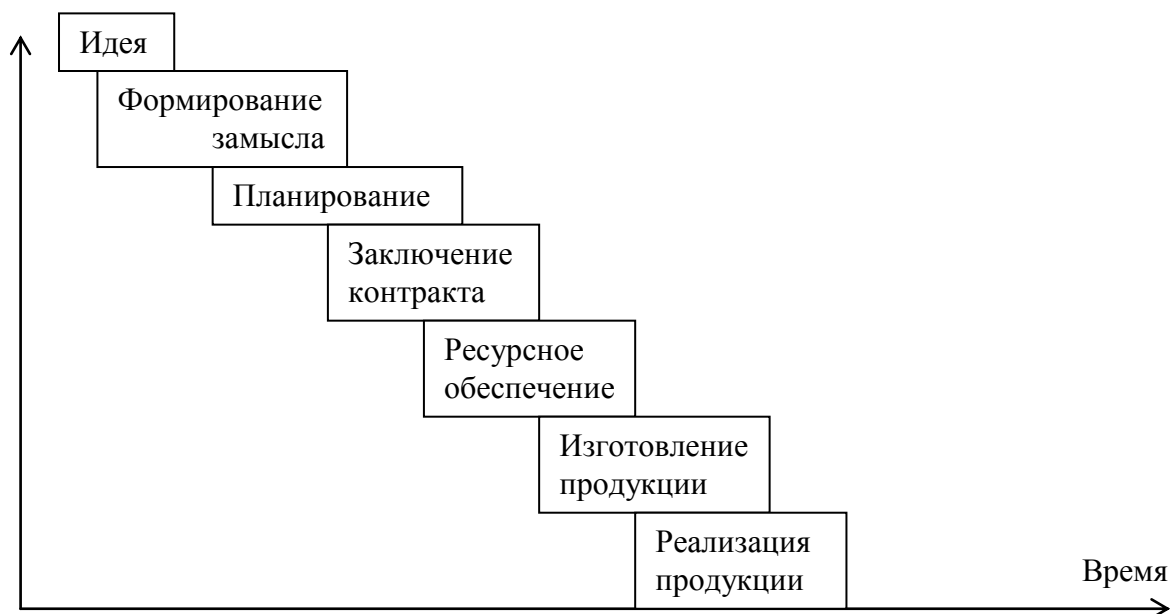 Идея
Формирование
замысла
Планирование
Заключение
контракта
Ресурсное
обеспечение
Изготовление
продукции
Реализация
продукции
Время